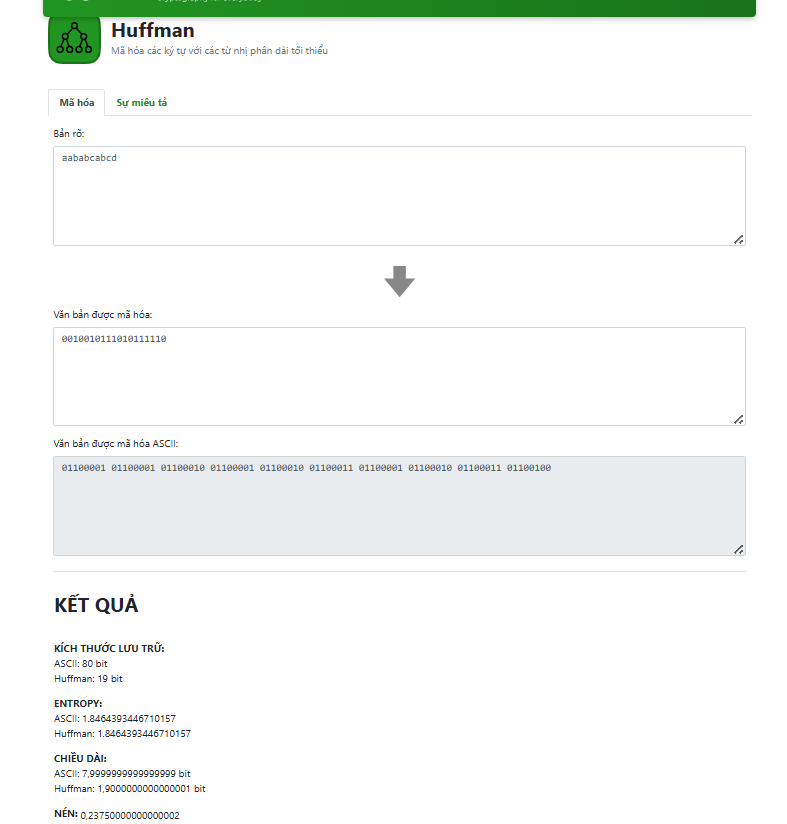 Huffman
Mã hóa các ký tự với các từ nhị phân dài tối thiểu
Mã hóa
Sự miêu tả
Bản rõ:
aababcabcd
Văn bản được mã hóa:
0010010111010111110
Văn bản được mã hóa ASCII:
01100001 01100001 01100010 01100001 01100010 01100011 01100001 01100010 01100011 01100100
KẾT QUẢ
KÍCH THƯỚC LƯU TRỮ:
ASCII: 80 bit
Huffman: 19 bit
ENTROPY:
ASCII: 1.8464393446710157
Huffman: 1.8464393446710157
CHIỀU DÀI:
ASCII: 7,9999999999999999 bit
Huffman: 1,9000000000000001 bit
NÉN: 0,23750000000000002